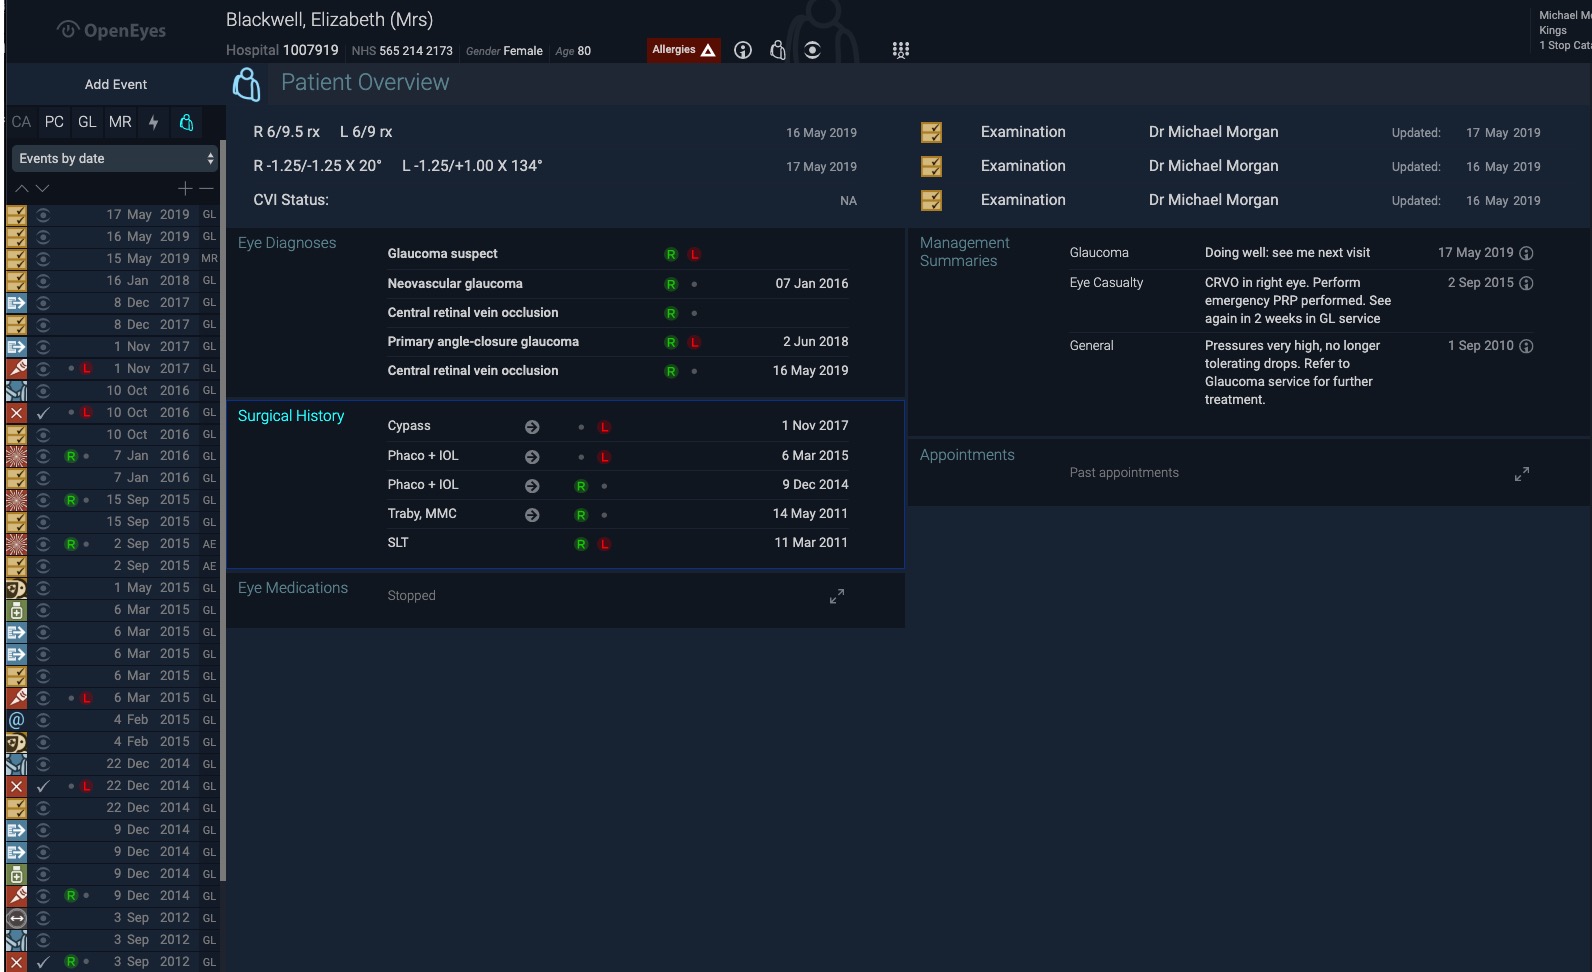 OpenEyes
Blackwell, Elizabeth (Mrs)
Hospital 1007919 NHS 565 214 2173 Gender Female Age 80
Allergies
Michael
Kings
1 Stop
Add Event
Patient Overview
CA PC GL MR
Events by date
17 May 2019 GL
16 May 2019 GL
15 May 2019 MR
16 Jan 2018 GL
8 Dec 2017 GL
8 Dec 2017 GL
1 Nov 2017 GL
L 1 Nov 2017 GL
10 Oct 2016 GL
L 10 Oct 2016 GL
10 Oct 2016 GL
R 7 Jan 2016 GL
7 Jan 2016 GL
R 15 Sep 2015 GL
15 Sep 2015 GL
R 2 Sep 2015 AE
2 Sep 2015 AE
1 May 2015 GL
6 Mar 2015 GL
6 Mar 2015 GL
6 Mar 2015 GL
6 Mar 2015 GL
L 6 Mar 2015 GL
@ 4 Feb 2015 GL
4 Feb 2015 GL
22 Dec 2014 GL
L 22 Dec 2014 GL
22 Dec 2014 GL
9 Dec 2014 GL
9 Dec 2014 GL
9 Dec 2014 GL
R 9 Dec 2014 GL
3 Sep 2012 GL
3 Sep 2012 GL
R 3 Sep 2012 GL
R 6/9.5 rx L 6/9 rx 16 May 2019
R -1.25/-1.25 X 20° L -1.25/+1.00 X 134° 17 May 2019
CVI Status: NA
Examination Dr Michael Morgan Updated: 17 May 2019
Examination Dr Michael Morgan Updated: 16 May 2019
Examination Dr Michael Morgan Updated: 16 May 2019
Eye Diagnoses
Glaucoma suspect R L
Neovascular glaucoma R 07 Jan 2016
Central retinal vein occlusion R
Primary angle-closure glaucoma R L 2 Jun 2018
Central retinal vein occlusion R 16 May 2019
Surgical History
Cypass L 1 Nov 2017
Phaco + IOL L 6 Mar 2015
Phaco + IOL R 9 Dec 2014
Traby, MMC R 14 May 2011
SLT R L 11 Mar 2011
Eye Medications
Stopped
Management
Summaries
Glaucoma Doing well: see me next visit 17 May 2019
Eye Casualty CRVO in right eye. Perform 2 Sep 2015
emergency PRP performed. See
again in 2 weeks in GL service
General Pressures very high, no longer 1 Sep 2010
tolerating drops. Refer to
Glaucoma service for further
treatment.
Appointments
Past appointments